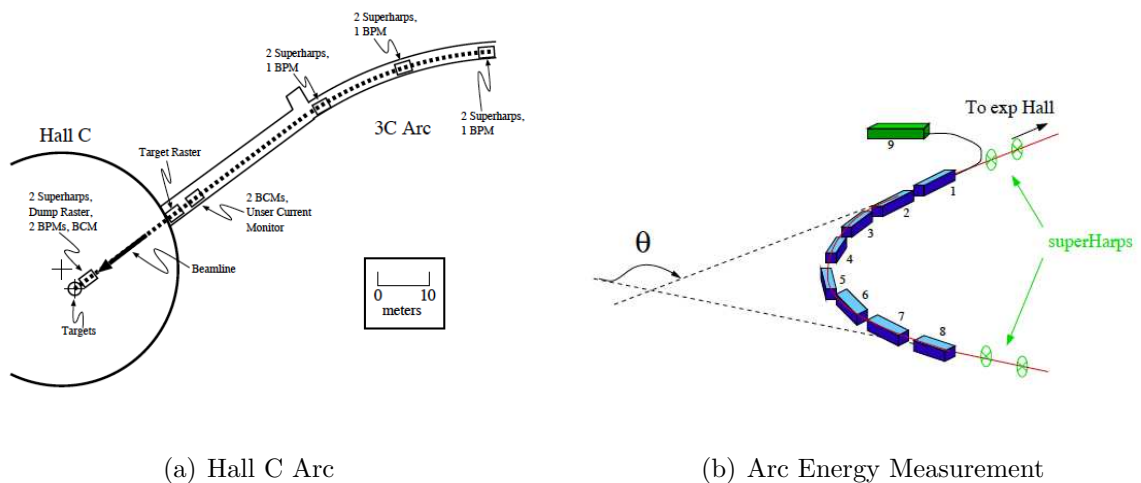 2 Superharps,
1 BPM
2 Superharps,
1 BPM
2 Superharps,
1 BPM
3C Arc
Hall C
Target Raster
2 Superharps,
Dump Raster,
2 BPMs, BCM
2 BCMs,
Unser Current
Monitor
Beamline
Targets
0 10
meters
(a) Hall C Arc
To exp Hall
9
1
2
3
4
5
6
7
8
θ
superHarps
(b) Arc Energy Measurement